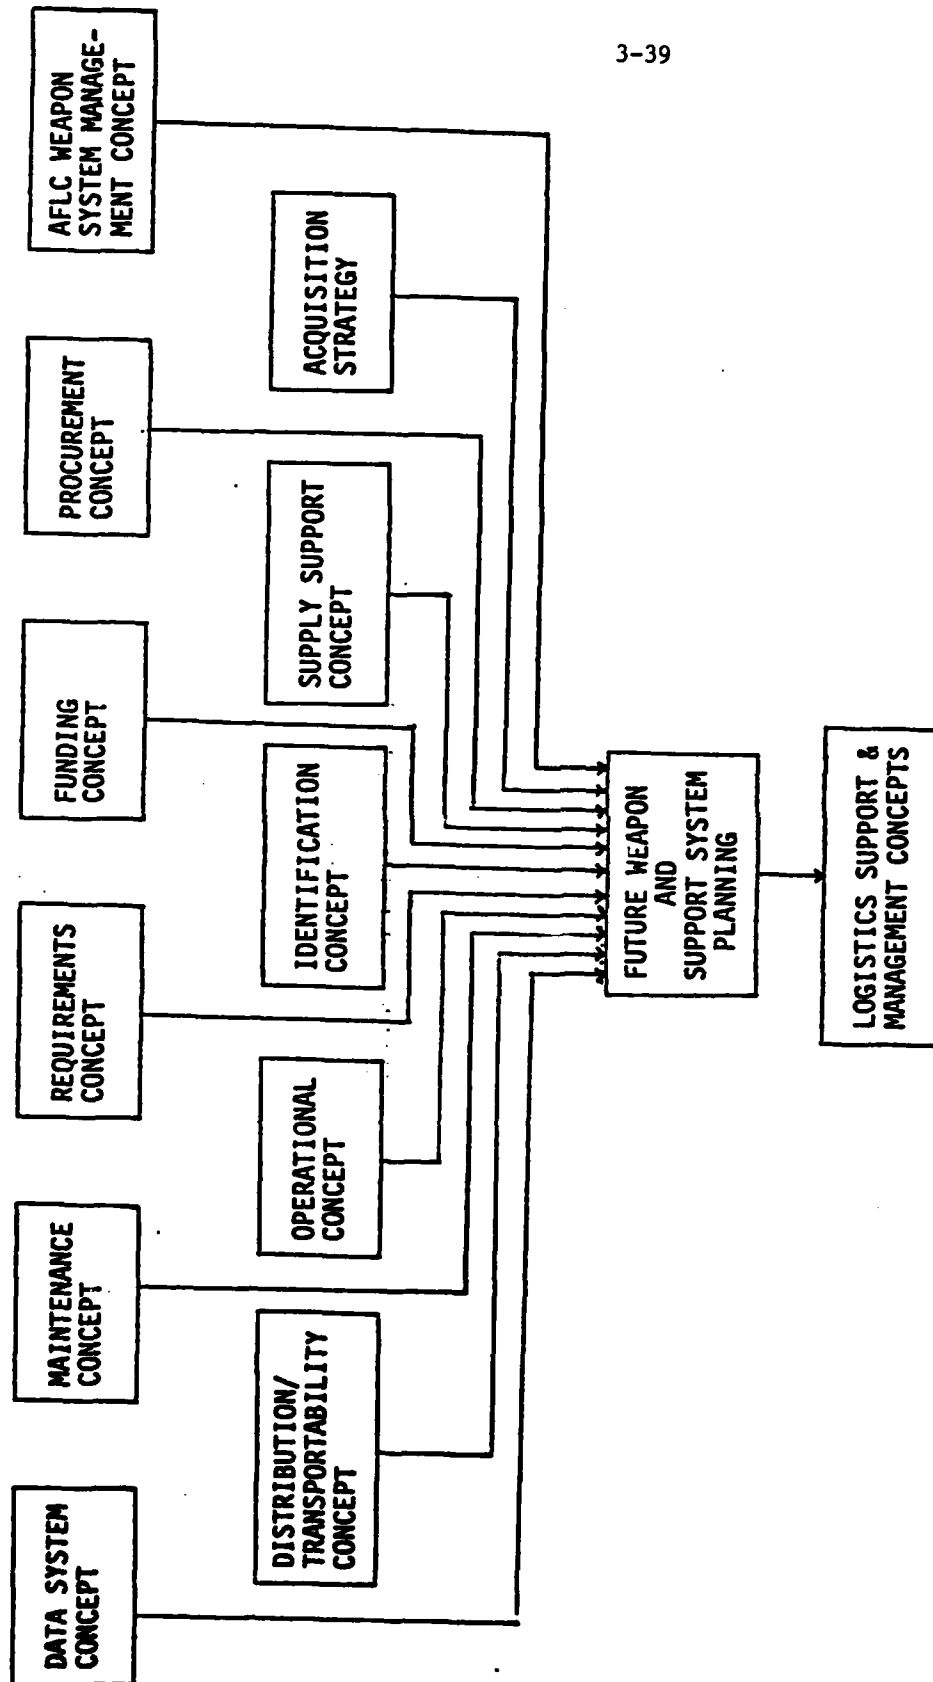 3-39
DATA SYSTEM
CONCEPT
MAINTENANCE
CONCEPT
REQUIREMENTS
CONCEPT
FUNDING
CONCEPT
PROCUREMENT
CONCEPT
AFLC WEAPON
SYSTEM MANAGE-
MENT CONCEPT
DISTRIBUTION/
TRANSPORTABILITY
CONCEPT
OPERATIONAL
CONCEPT
IDENTIFICATION
CONCEPT
SUPPLY SUPPORT
CONCEPT
ACQUISITION
STRATEGY
FUTURE WEAPON
AND
SUPPORT SYSTEM
PLANNING
LOGISTICS SUPPORT &
MANAGEMENT CONCEPTS